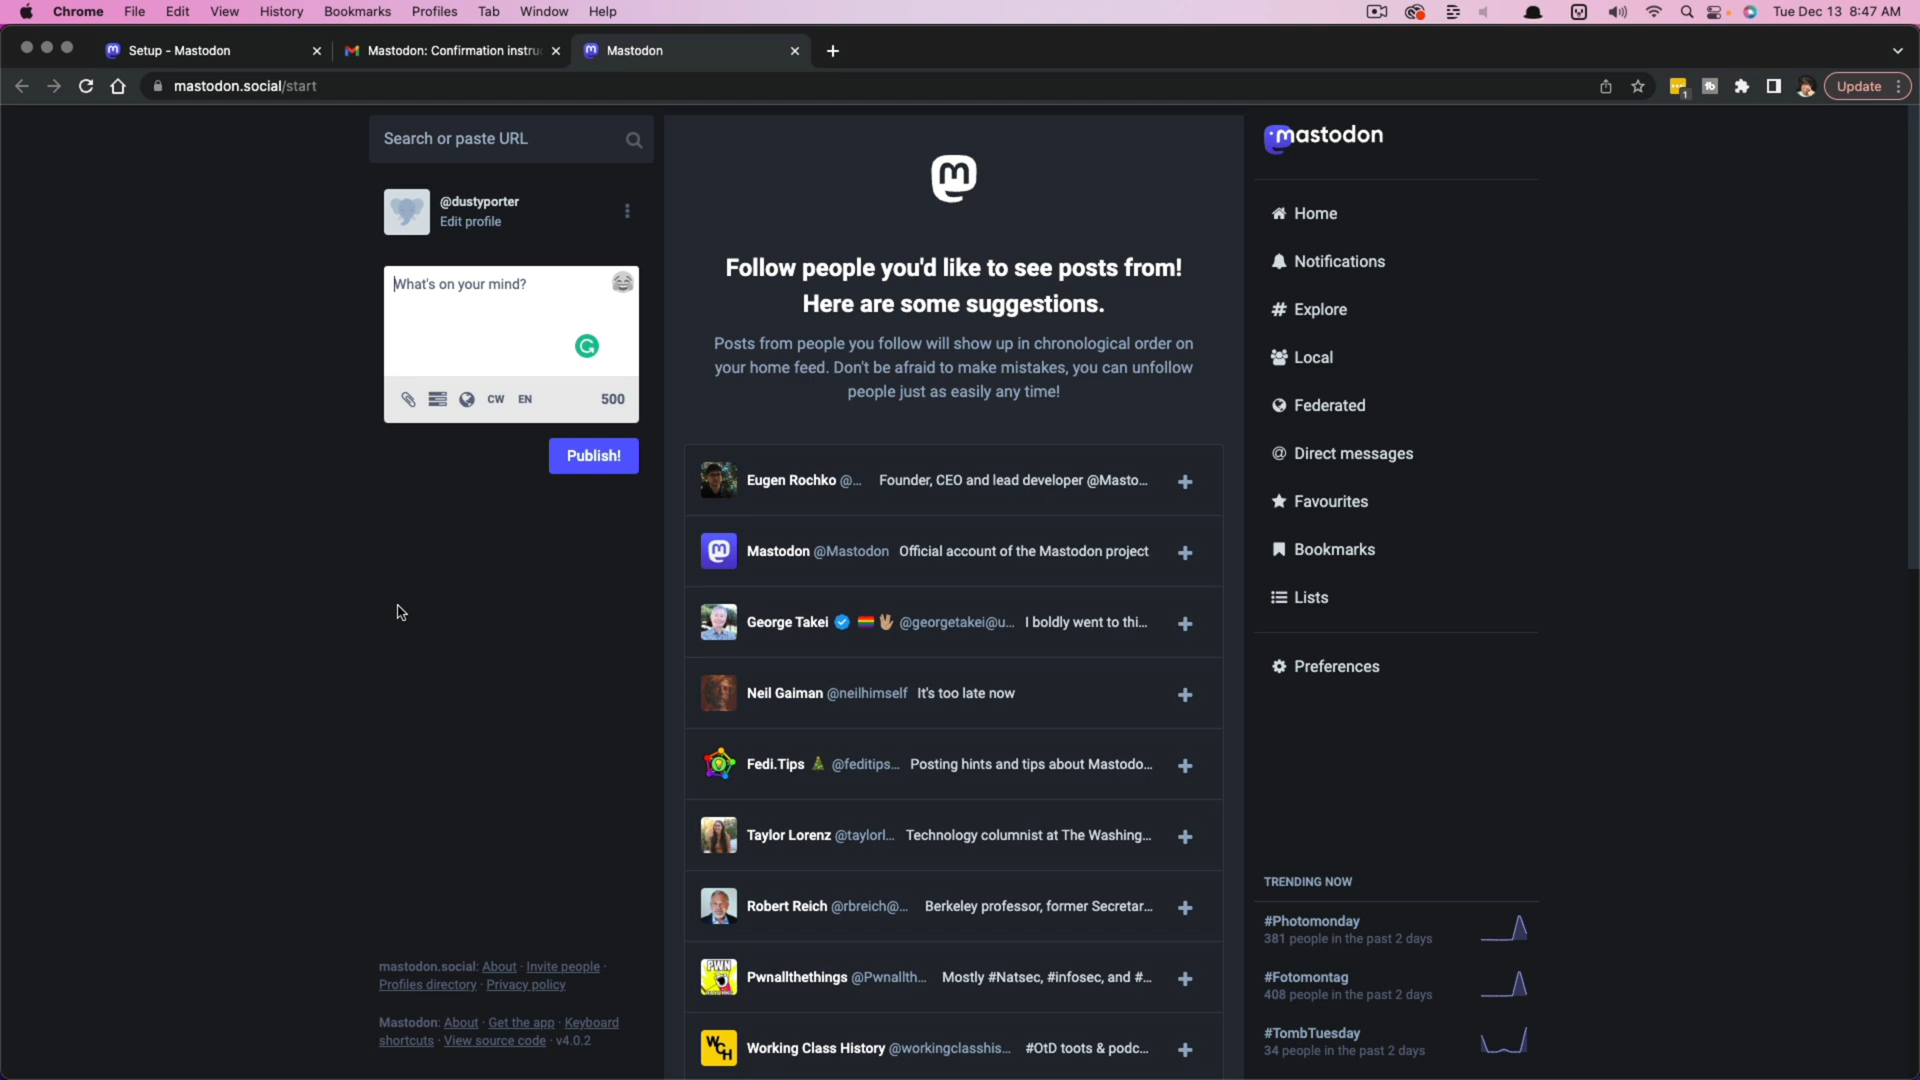 Chrome File Edit View History Bookmarks Profiles Tab Window Help
Tue Dec 13 8:47 AM
Setup - Mastodon
Mastodon: Confirmation instru
Mastodon
mastodon.social/start
1
Update
Search or paste URL
@dustyporter
Edit profile
What's on your mind?
CW EN 500
Publish!
mastodon.social: About · Invite people ·
Profiles directory · Privacy policy
Mastodon: About · Get the app · Keyboard
shortcuts · View source code · v4.0.2
Follow people you'd like to see posts from!
Here are some suggestions.
Posts from people you follow will show up in chronological order on
your home feed. Don't be afraid to make mistakes, you can unfollow
people just as easily any time!
Eugen Rochko @... Founder, CEO and lead developer @Masto...
Mastodon @Mastodon Official account of the Mastodon project
George Takei @georgetakei@u... I boldly went to thi...
Neil Gaiman @neilhimself It's too late now
Fedi.Tips @feditips... Posting hints and tips about Mastodo...
Taylor Lorenz @taylorl... Technology columnist at The Washing...
Robert Reich @rbreich@... Berkeley professor, former Secretar...
PWN
Pwnallthethings @Pwnallth... Mostly #Natsec, #infosec, and #...
WCH
Working Class History @workingclasshis... #OtD toots & podc...
mastodon
Home
Notifications
# Explore
Local
Federated
@ Direct messages
Favourites
Bookmarks
Lists
Preferences
TRENDING NOW
#Photomonday
381 people in the past 2 days
#Fotomontag
408 people in the past 2 days
#TombTuesday
34 people in the past 2 days